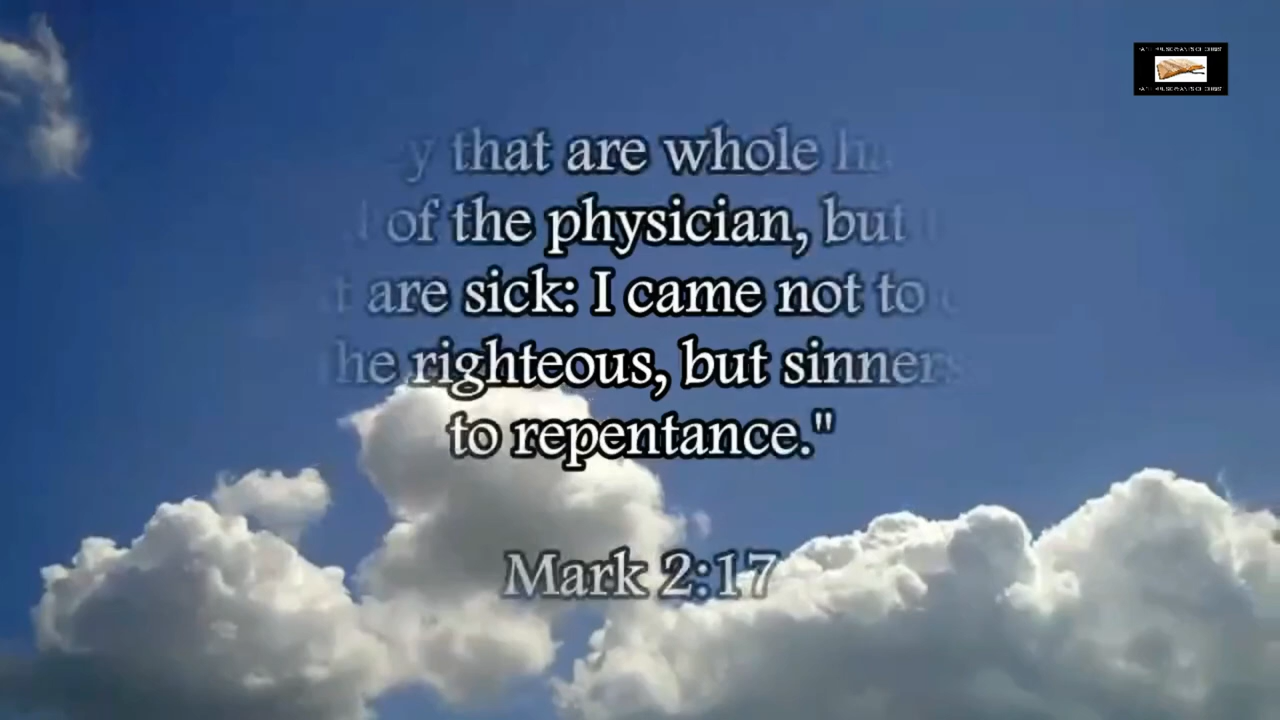 that are whole
of the physician, but
are sick: I came not to
righteous, but sinners
to repentance."
Mark 2:17